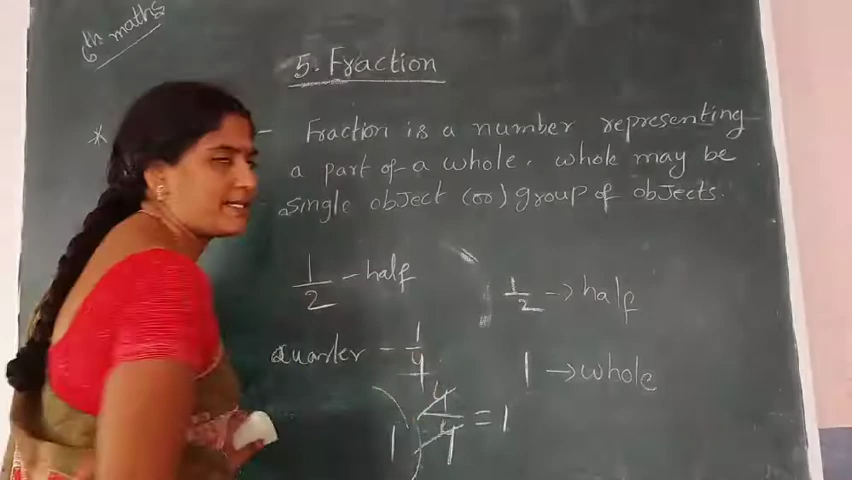 6th maths
5. Fraction
* - Fraction is a number representing
a part of a whole. whole may be
single object (or) group of objects.
1/2 - half
1/2 → half
quarter - 1/4
1 → whole
1 4/4 = 1